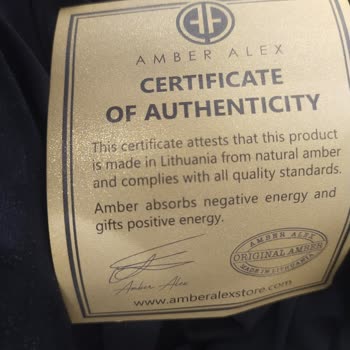 AMBER ALEX
CERTIFICATE
OF AUTHENTICITY
This certificate attests that this product
is made in Lithuania from natural amber
and complies with all quality standards.
Amber absorbs negative energy and
gifts positive energy.
Amber Alex
AMBER ALEX
ORIGINAL AMBER
MADE IN LITHUANIA
www.amberalexstore.com